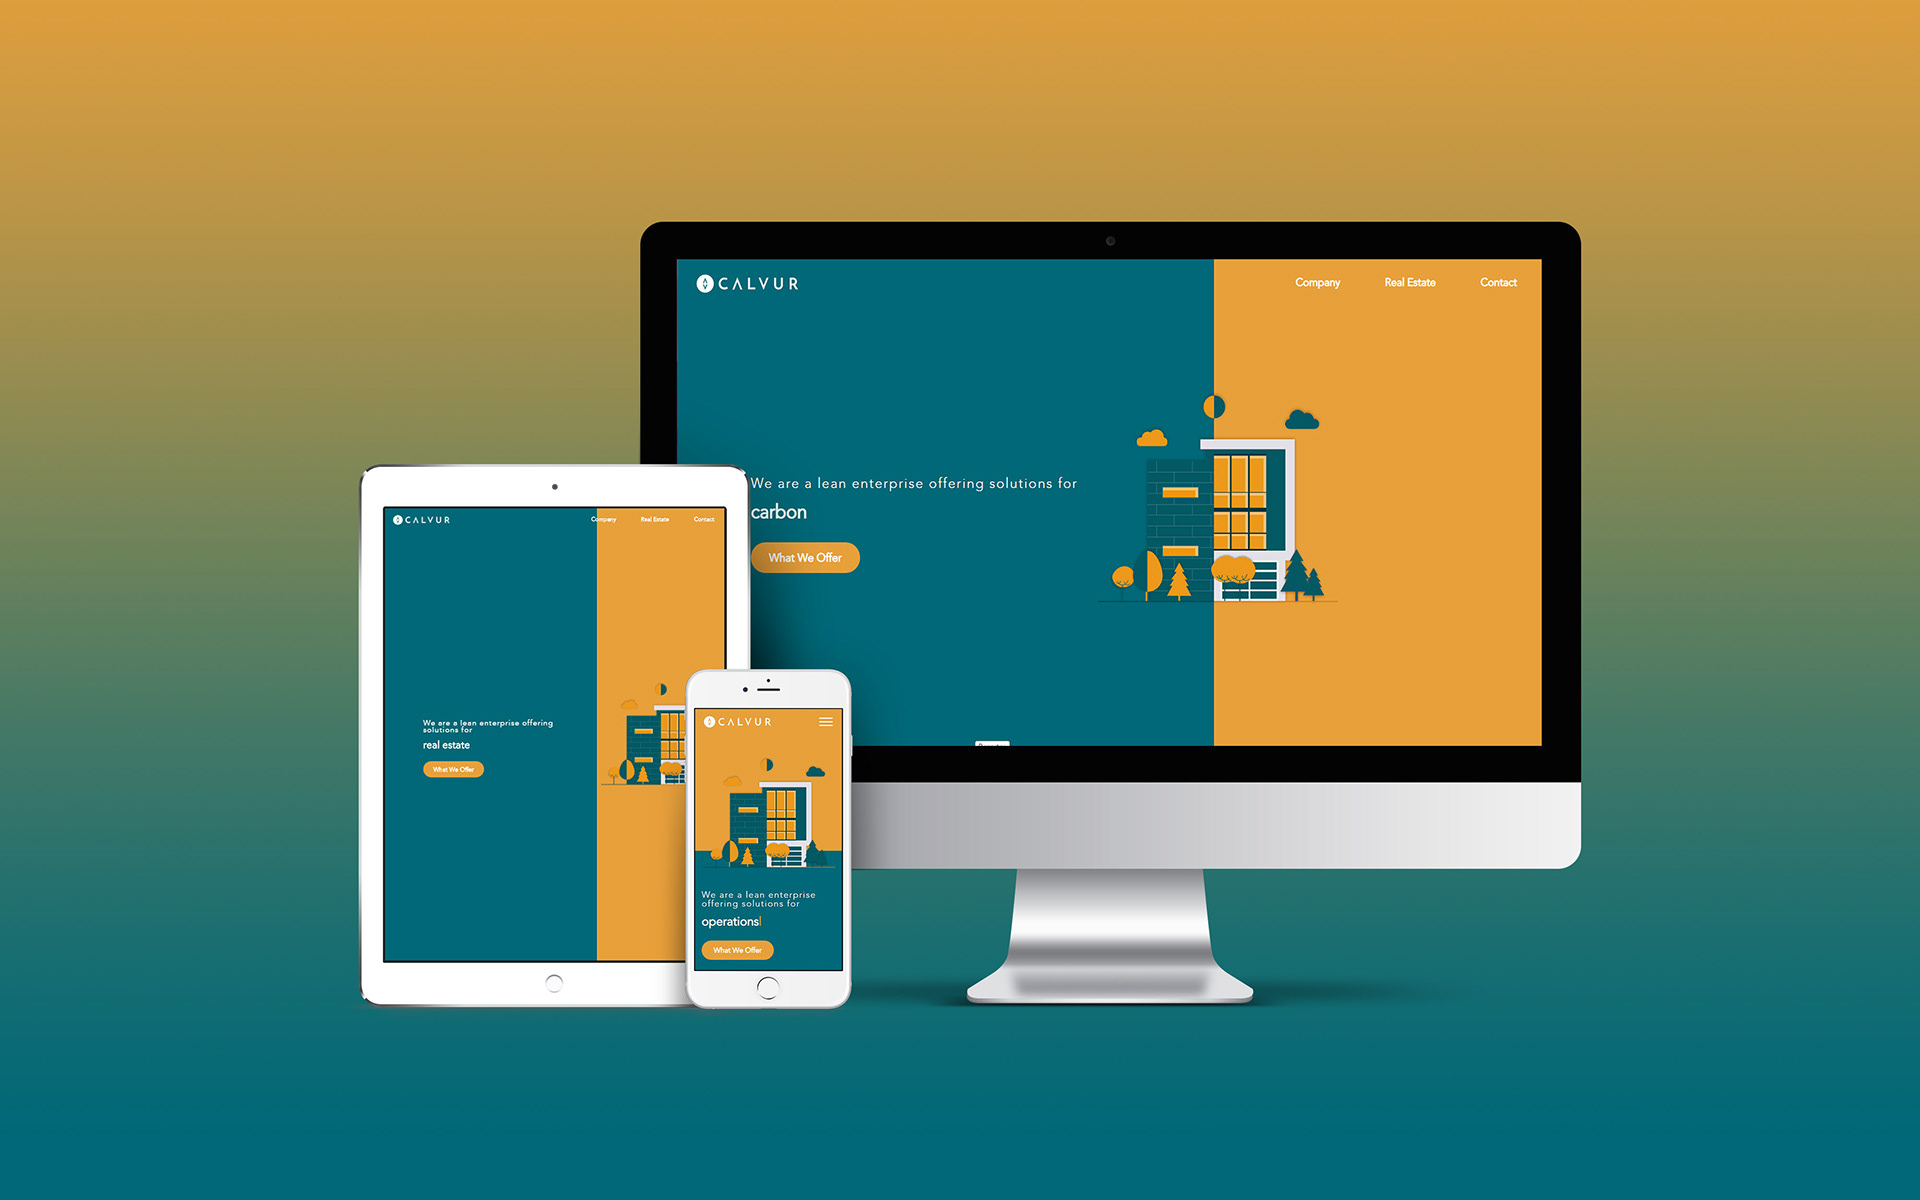 CALVUR
Company Real Estate Contact
We are a lean enterprise offering solutions for
carbon
What We Offer
CALVUR
Company Real Estate Contact
We are a lean enterprise offering
solutions for
real estate
What We Offer
CALVUR
We are a lean enterprise
offering solutions for
operations
What We Offer